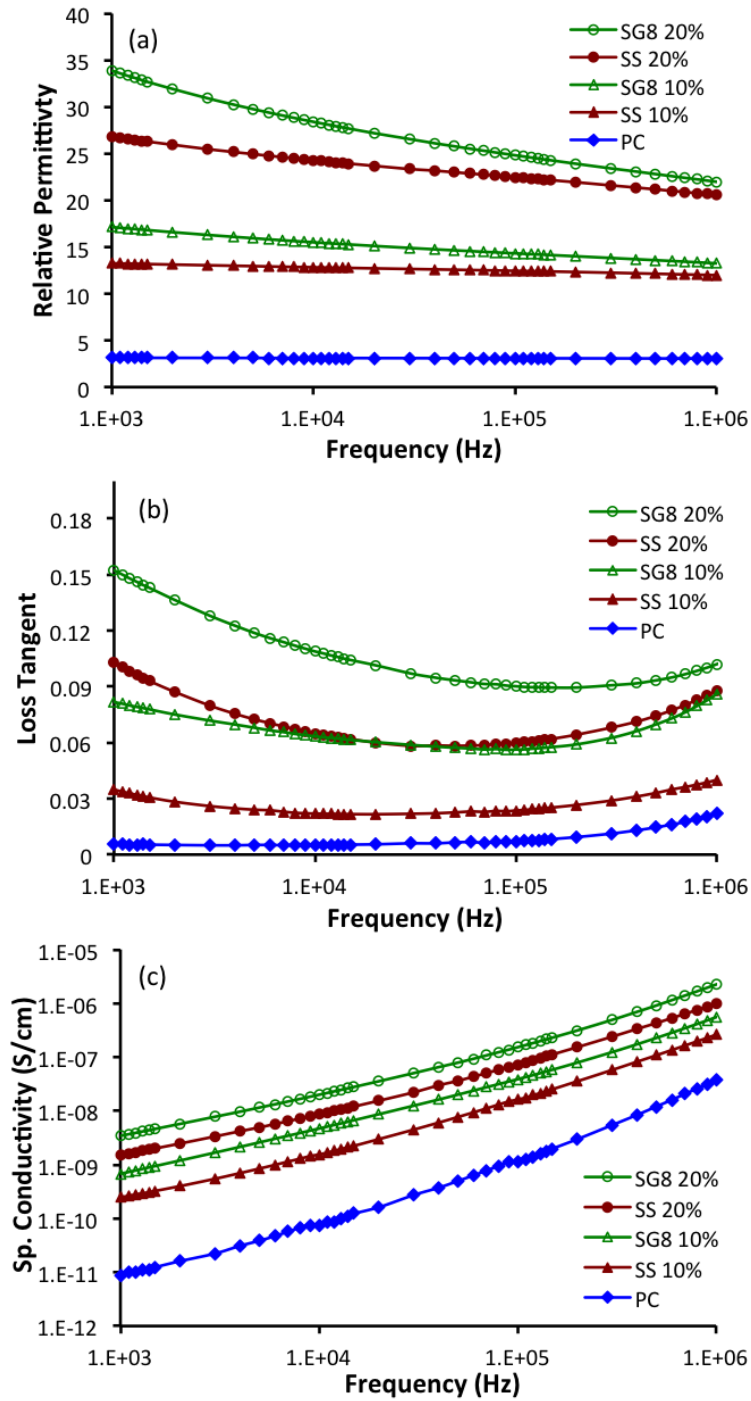 (a)
40
35
30
25
20
15
10
5
0
Relative Permittivty
SG8 20%
SS 20%
SG8 10%
SS 10%
PC
1.E+03 1.E+04 1.E+05 1.E+06
Frequency (Hz)
(b)
0.18
0.15
0.12
0.09
0.06
0.03
0
Loss Tangent
SG8 20%
SS 20%
SG8 10%
SS 10%
PC
1.E+03 1.E+04 1.E+05 1.E+06
Frequency (Hz)
(c)
1.E-05
1.E-06
1.E-07
1.E-08
1.E-09
1.E-10
1.E-11
1.E-12
Sp. Conductivity (S/cm)
SG8 20%
SS 20%
SG8 10%
SS 10%
PC
1.E+03 1.E+04 1.E+05 1.E+06
Frequency (Hz)